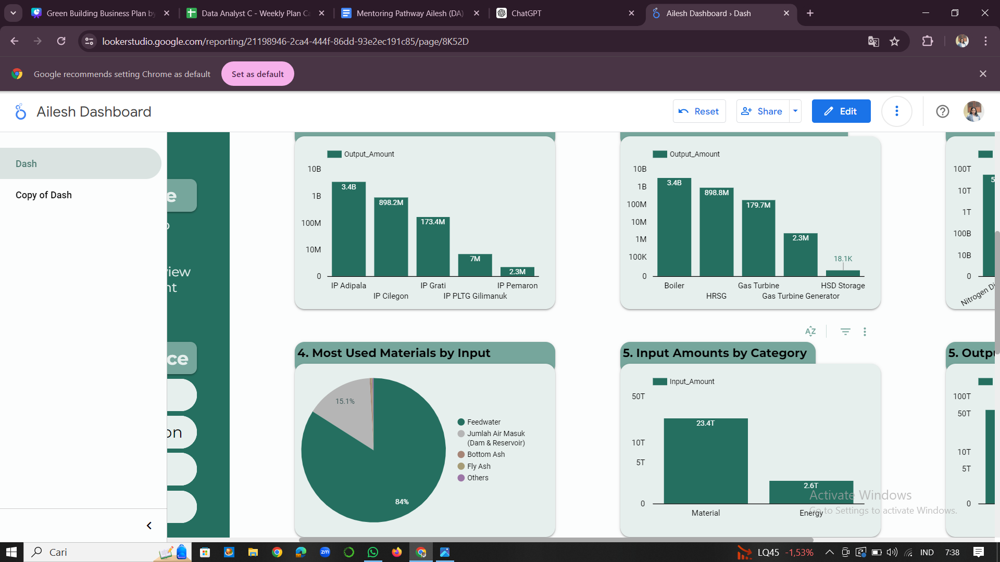 Green Building Business Plan by
Data Analyst C - Weekly Plan Ca
Mentoring Pathway Ailesh (DA)
ChatGPT
Ailesh Dashboard › Dash
lookerstudio.google.com/reporting/21198946-2ca4-444f-86dd-93e2ec191c85/page/8K52D
Google recommends setting Chrome as default
Set as default
Ailesh Dashboard
Reset
Share
Edit
Dash
Copy of Dash
e
iew
nt
ce
on
Output_Amount
10B
1B
100M
10M
0
3.4B
898.2M
173.4M
7M
2.3M
IP Adipala
IP Cilegon
IP Grati
IP PLTG Gilimanuk
IP Pemaron
Output_Amount
10B
1B
100M
10M
1M
100K
0
3.4B
898.8M
179.7M
2.3M
18.1K
Boiler
HRSG
Gas Turbine
Gas Turbine Generator
HSD Storage
100T
10T
1T
100B
10B
0
5
Nitrogen Di
AZ
4. Most Used Materials by Input
15.1%
84%
Feedwater
Jumlah Air Masuk
(Dam & Reservoir)
Bottom Ash
Fly Ash
Others
5. Input Amounts by Category
Input_Amount
50T
10T
5T
0
23.4T
2.6T
Material
Energy
5. Outpu
100T
50T
10T
5T
0
Activate Windows
Go to Settings to activate Windows.
Cari
zm
LQ45 -1,53%
IND
7:38